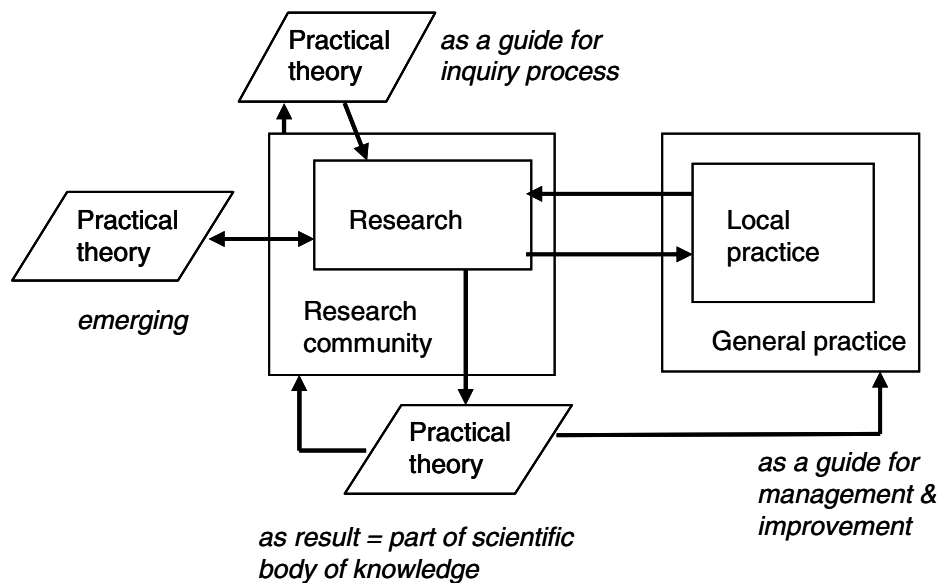 Practical
theory
as a guide for
inquiry process
Practical
theory
emerging
Research
Research
community
Local
practice
General practice
Practical
theory
as a guide for
management &
improvement
as result = part of scientific
body of knowledge